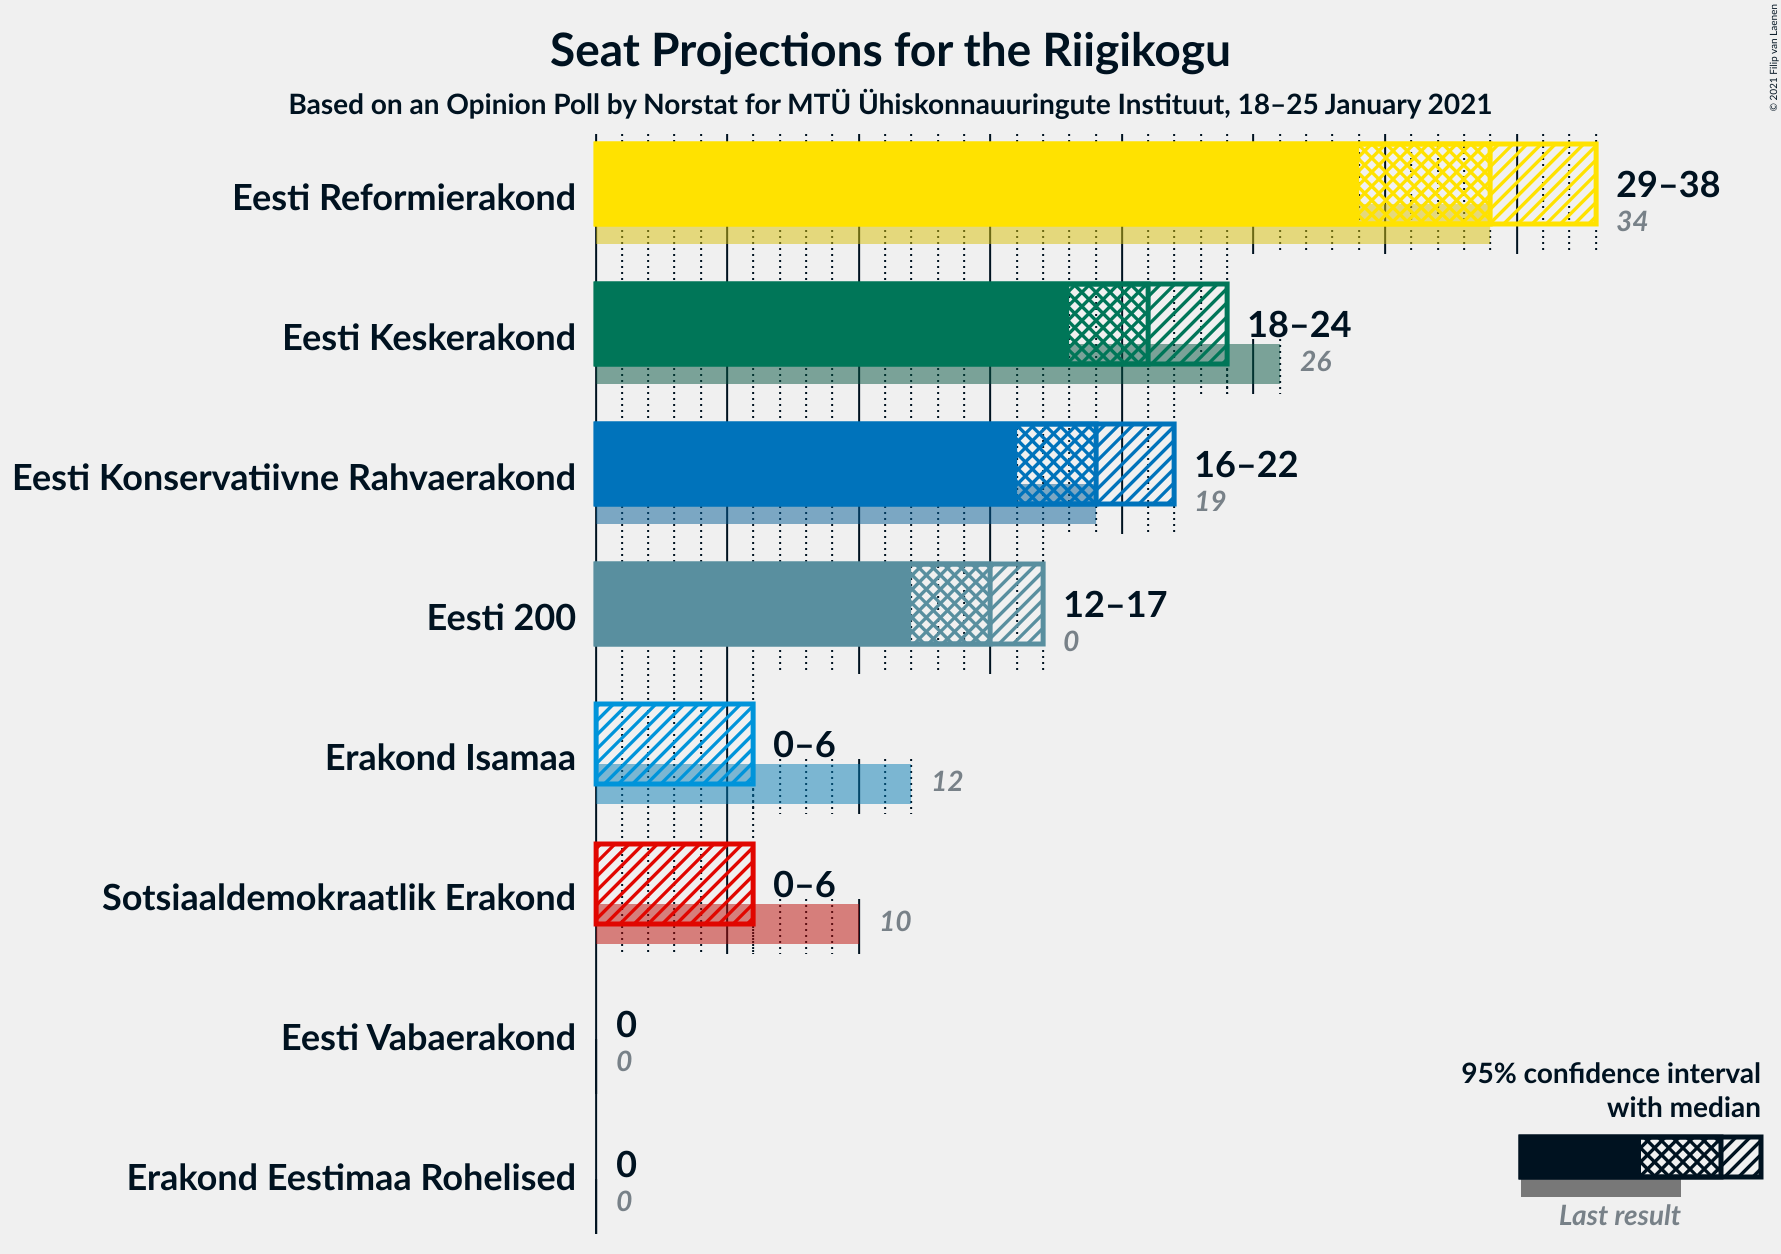 Seat Projections for the Riigikogu
Based on an Opinion Poll by Norstat for MTÜ Ühiskonnauuringute Instituut, 18–25 January 2021
© 2021 Filip van Laenen
Eesti Reformierakond
29–38
34
Eesti Keskerakond
18–24
26
Eesti Konservatiivne Rahvaerakond
16–22
19
Eesti 200
12–17
0
Erakond Isamaa
0–6
12
Sotsiaaldemokraatlik Erakond
0–6
10
Eesti Vabaerakond
0
0
Erakond Eestimaa Rohelised
0
0
95% confidence interval
with median
Last result